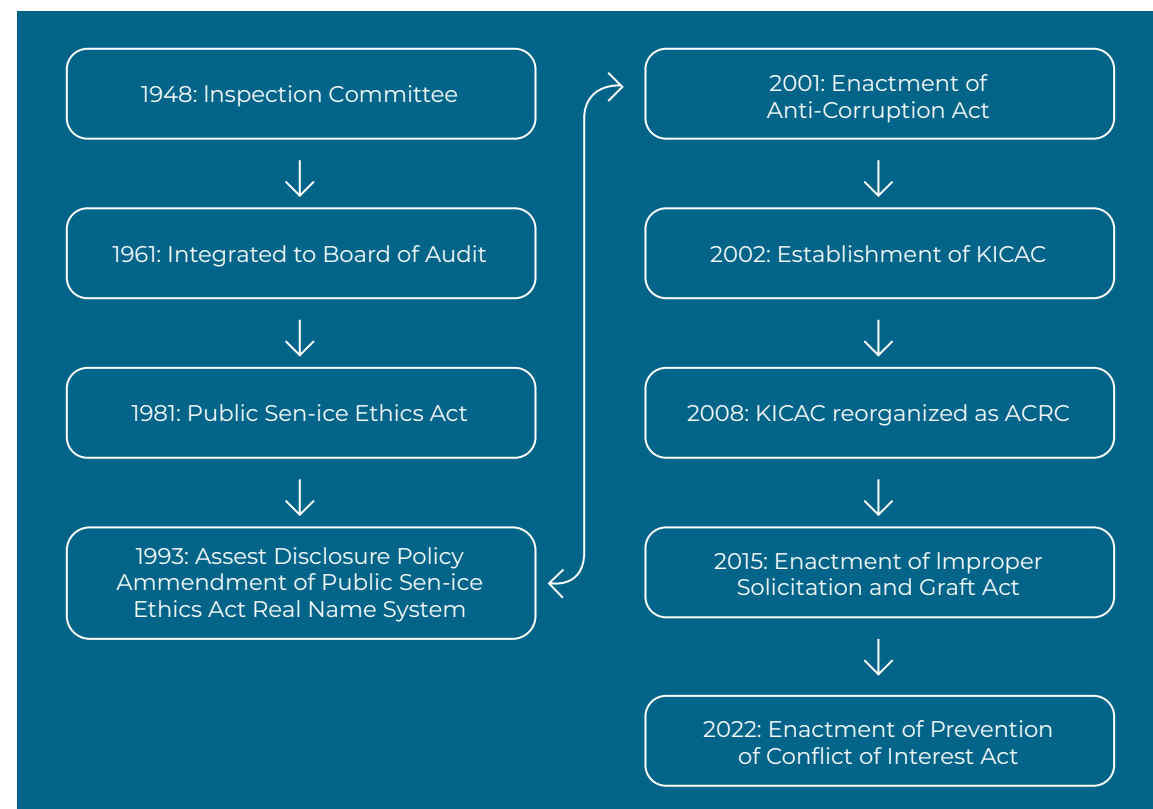 1948: Inspection Committee
1961: Integrated to Board of Audit
1981: Public Sen-ice Ethics Act
1993: Assest Disclosure Policy
Ammendment of Public Sen-ice
Ethics Act Real Name System
2001: Enactment of
Anti-Corruption Act
2002: Establishment of KICAC
2008: KICAC reorganized as ACRC
2015: Enactment of Improper
Solicitation and Graft Act
2022: Enactment of Prevention
of Conflict of Interest Act